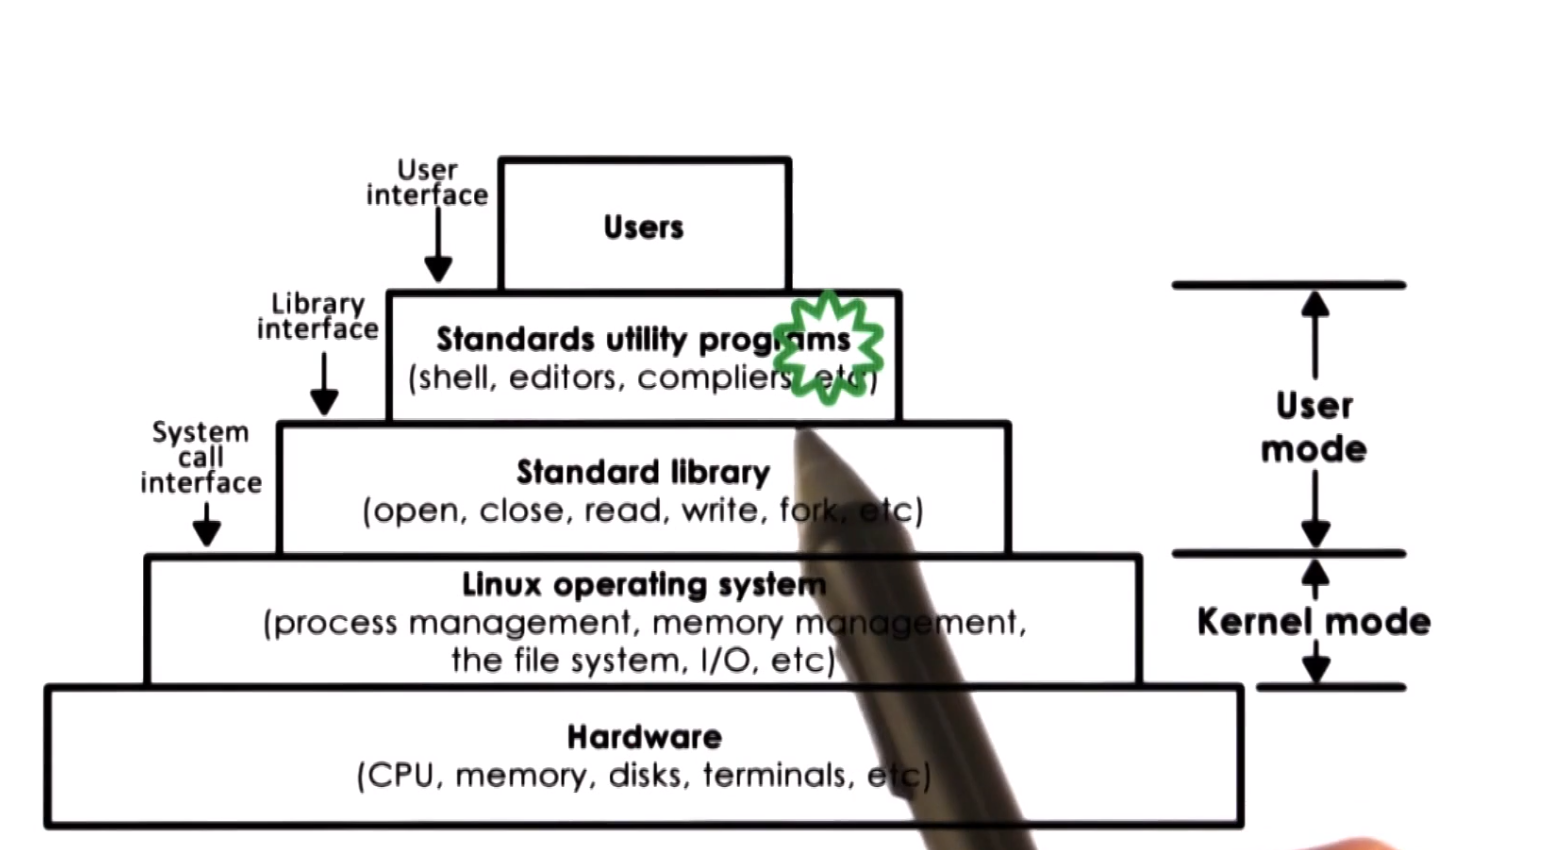 User
interface
Users
Library
interface
Standards utility programs
(shell, editors, compliers, etc)
System
call
interface
Standard library
(open, close, read, write, fork, etc)
User
mode
Linux operating system
(process management, memory management,
the file system, I/O, etc)
Kernel mode
Hardware
(CPU, memory, disks, terminals, etc)